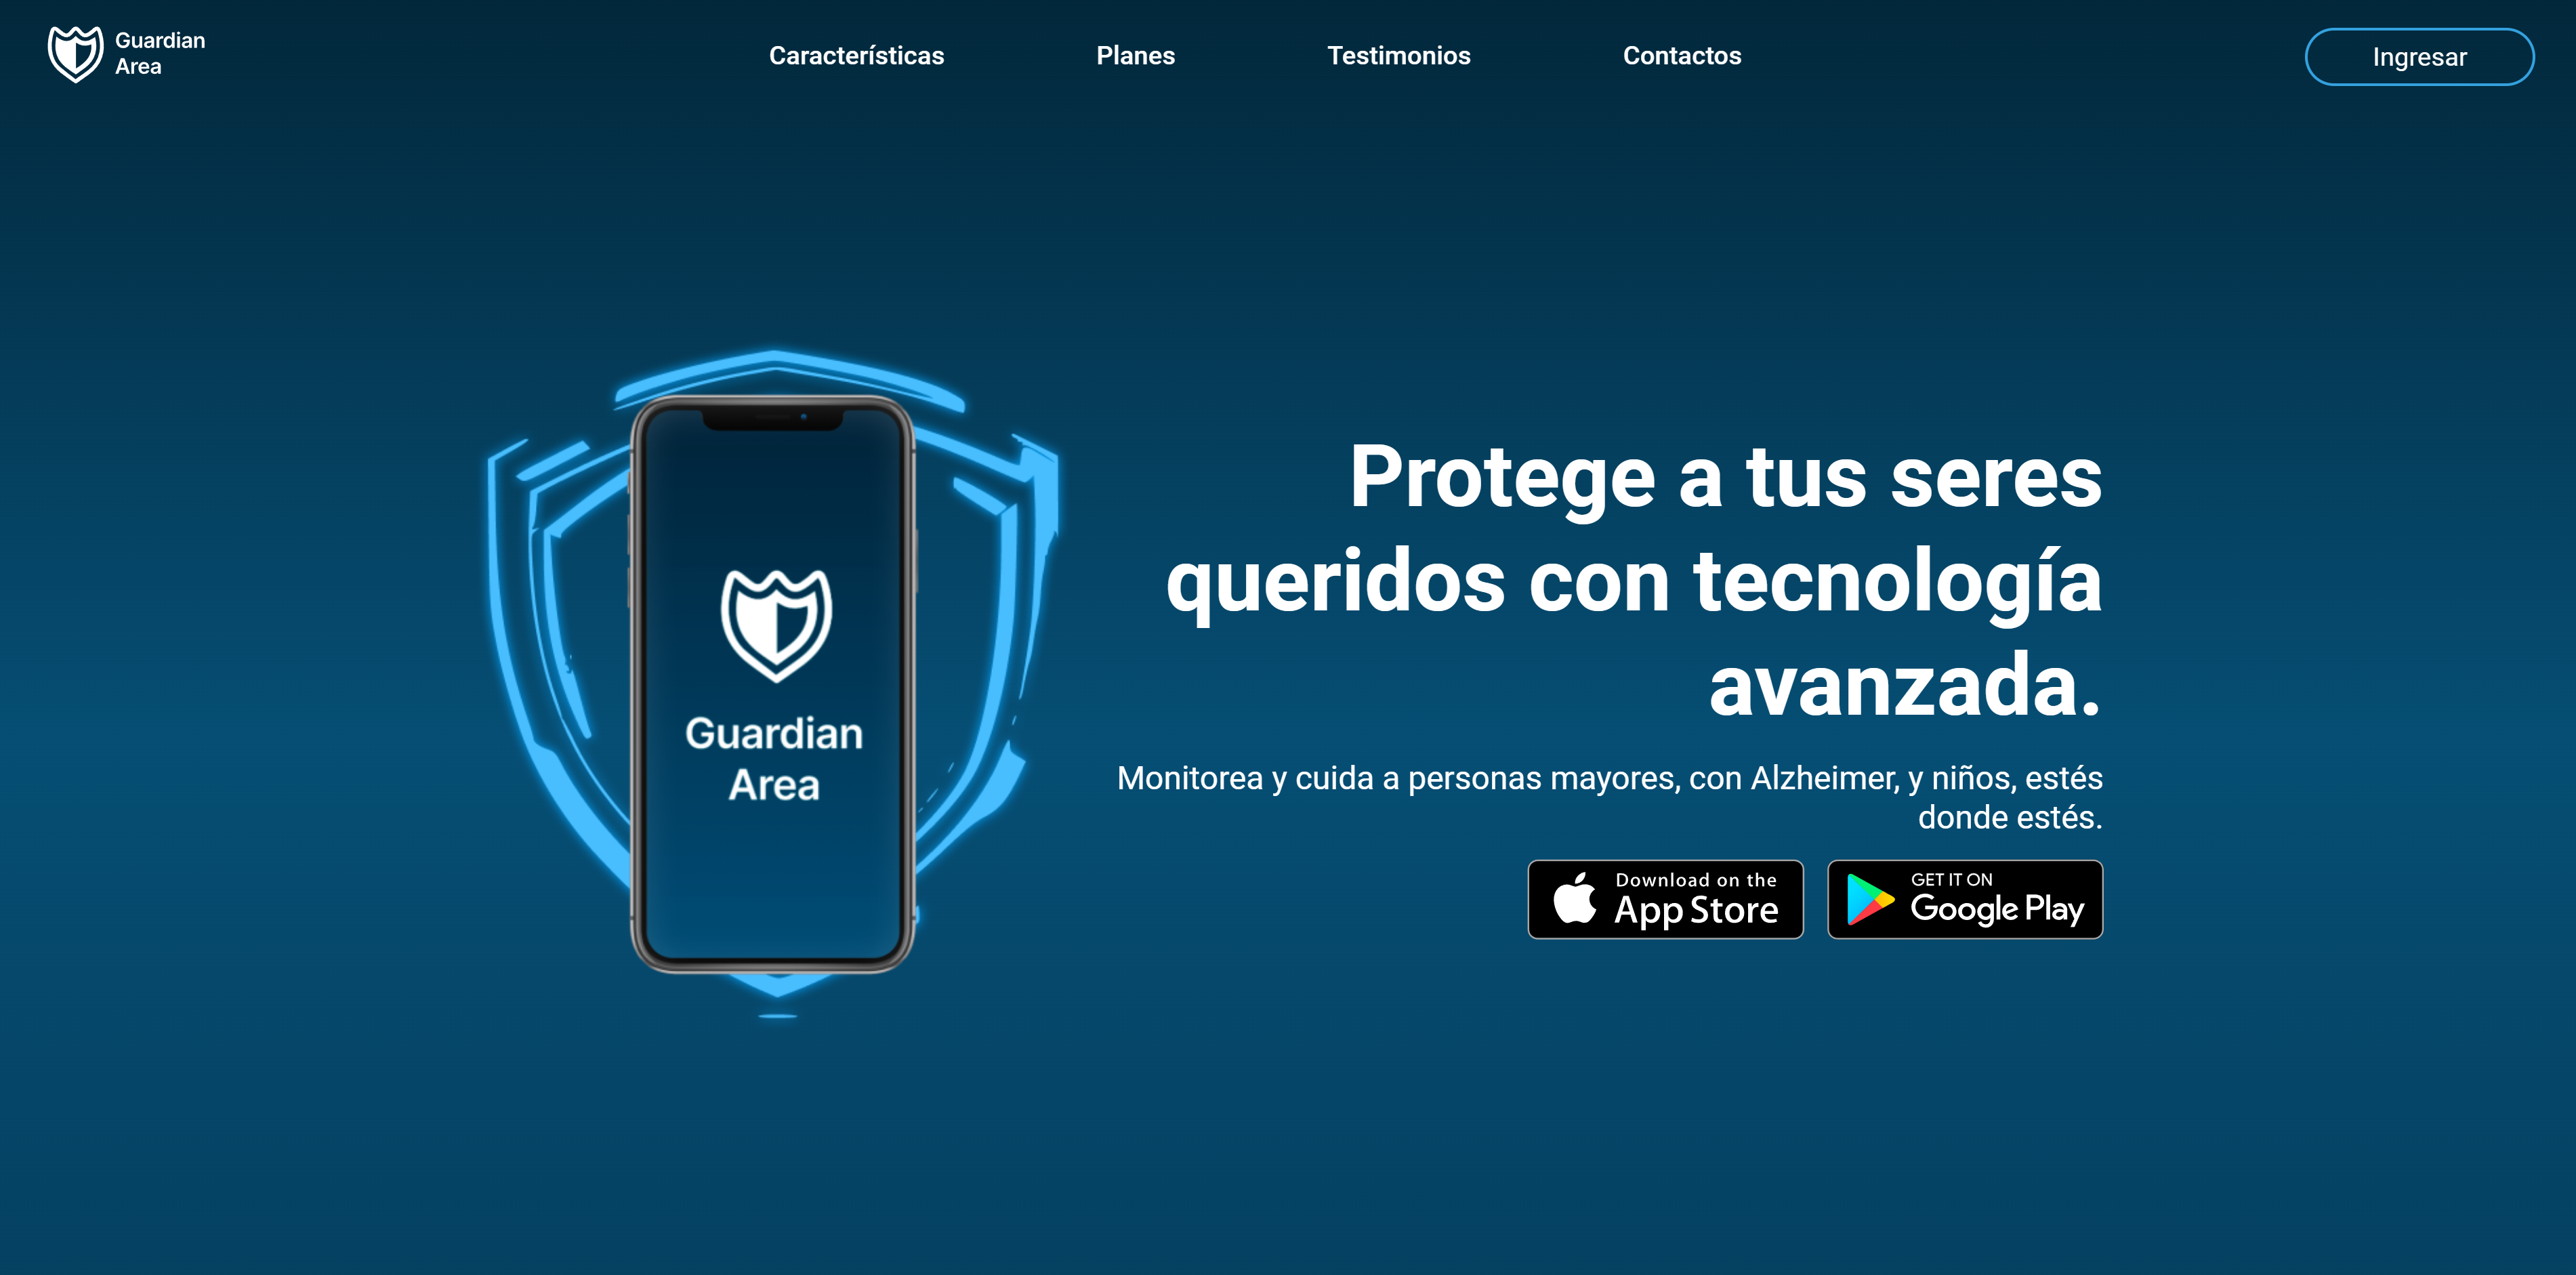 Guardian
Area
Características
Planes
Testimonios
Contactos
Ingresar
Guardian
Area
Protege a tus seres
queridos con tecnología
avanzada.
Monitorea y cuida a personas mayores, con Alzheimer, y niños, estés
donde estés.
Download on the
App Store
GET IT ON
Google Play